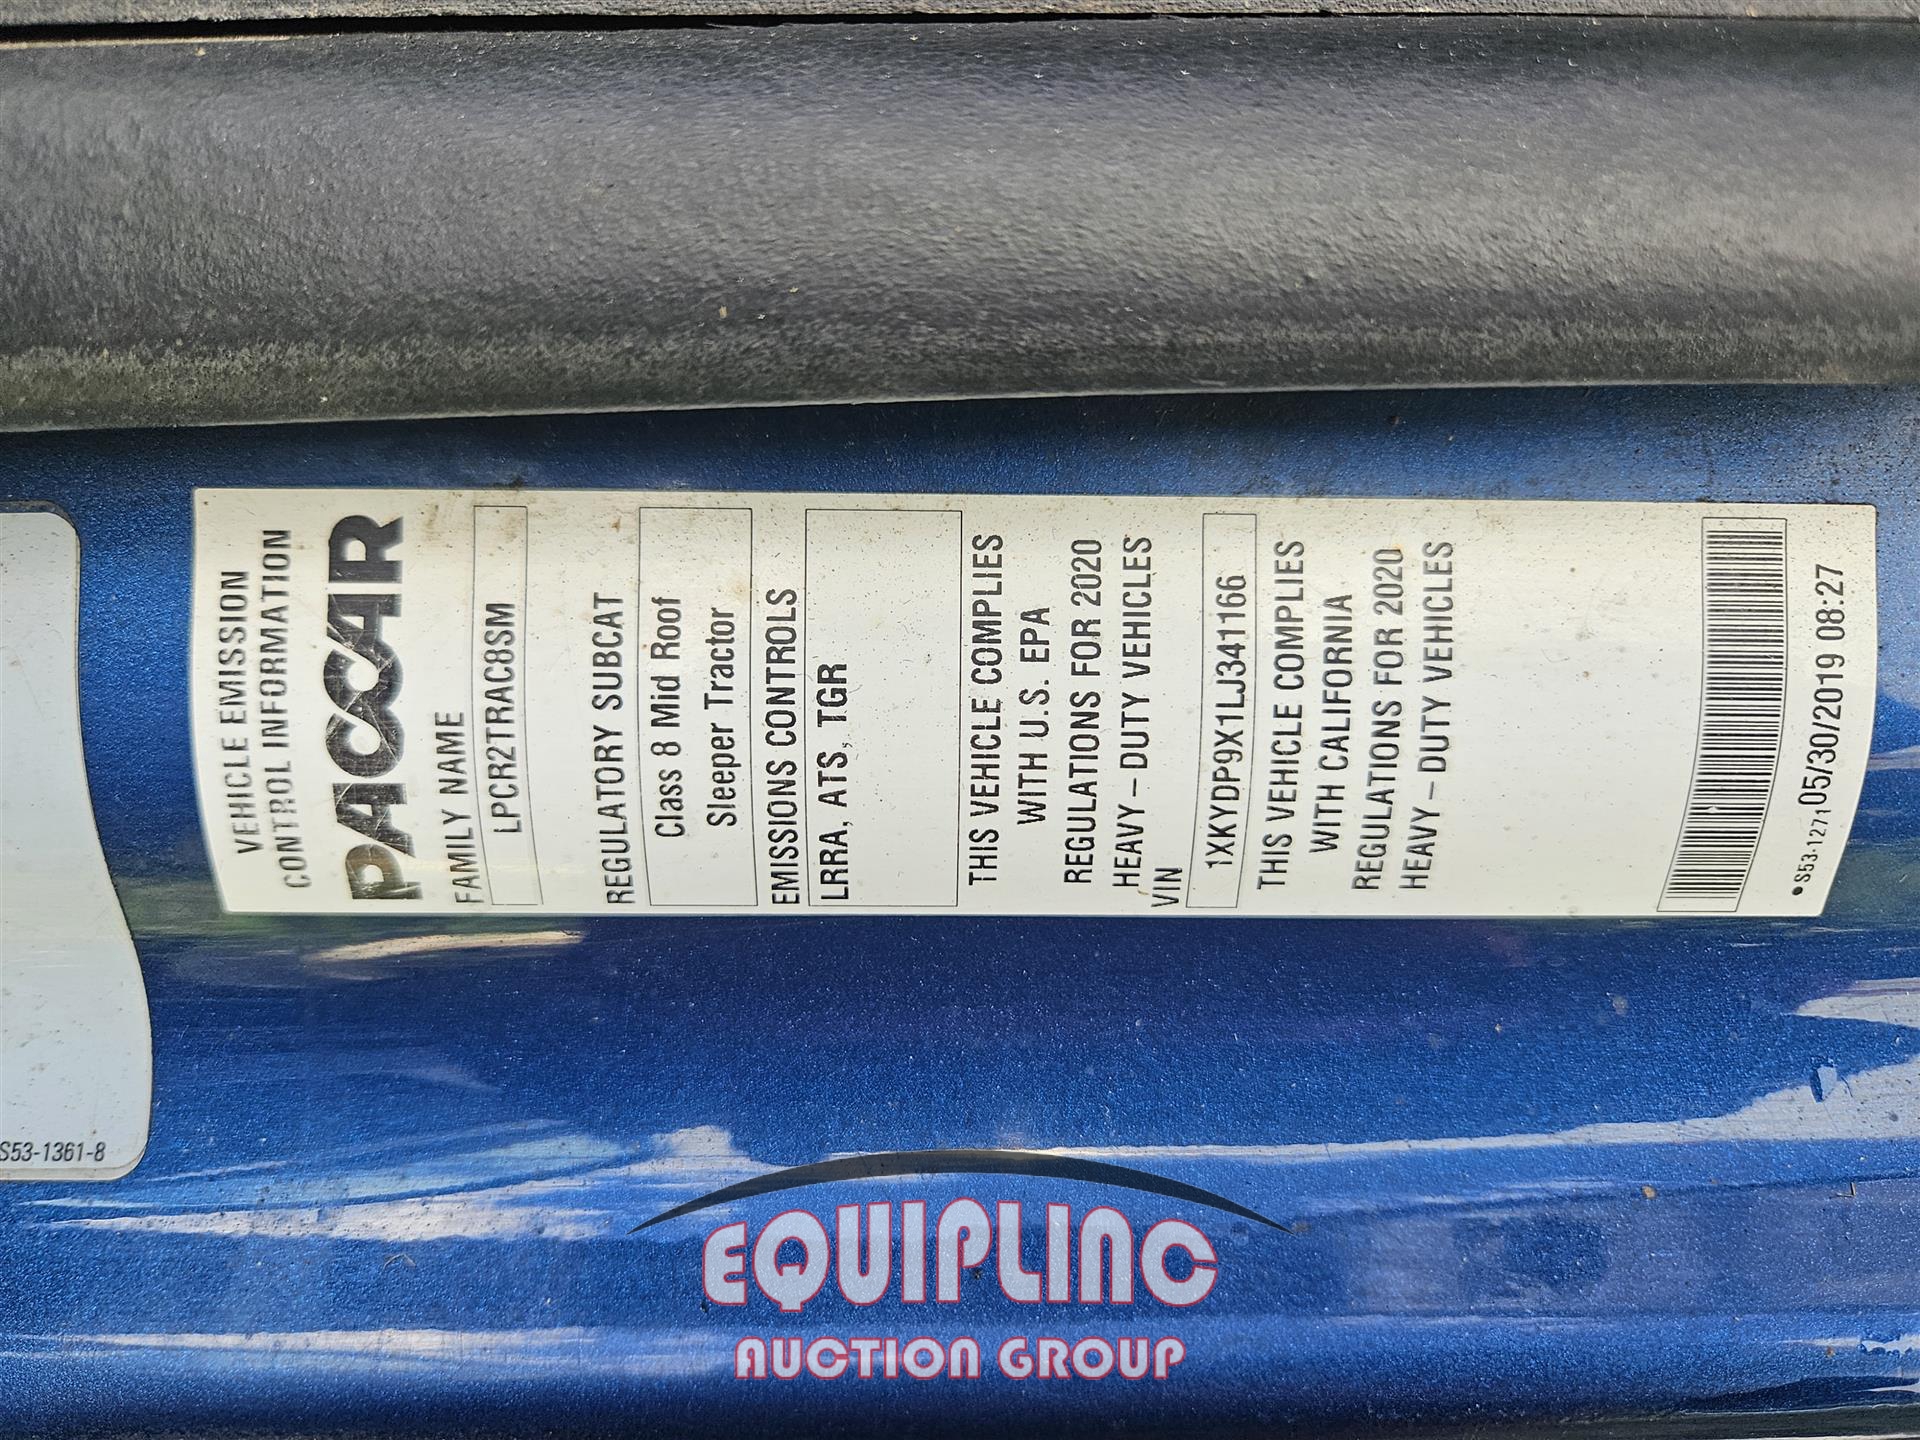 VEHICLE EMISSION
CONTROL INFORMATION
PACCAR
FAMILY NAME
LPCR2TRAC8SM
REGULATORY SUBCAT
Class 8 Mid Roof
Sleeper Tractor
EMISSIONS CONTROLS
LRRA, ATS, TGR
THIS VEHICLE COMPLIES
WITH U.S. EPA
REGULATIONS FOR 2020
HEAVY-DUTY VEHICLES
VIN
1XKYDP9X1LJ341166
THIS VEHICLE COMPLIES
WITH CALIFORNIA
REGULATIONS FOR 2020
HEAVY-DUTY VEHICLES
•S53-1271 05/30/2019 08:27
S53-1361-8
EQUIPLINC
AUCTION GROUP